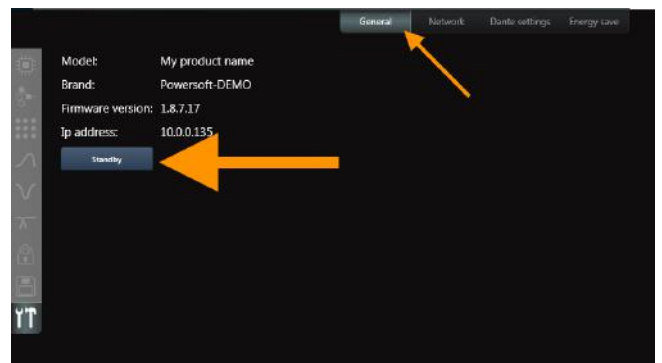 General Network Dante settings Energy save
Model: My product name
Brand: Powersoft-DEMO
Firmware version: 1.8.7.17
Ip address: 10.0.0.135
Standby